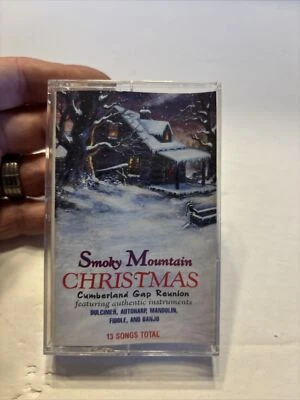 Smoky Mountain
CHRISTMAS
Cumberland Gap Reunion
featuring authentic instruments
DULCIMER, AUTOHARP, MANDOLIN,
FIDDLE, AND BANJO
13 SONGS TOTAL